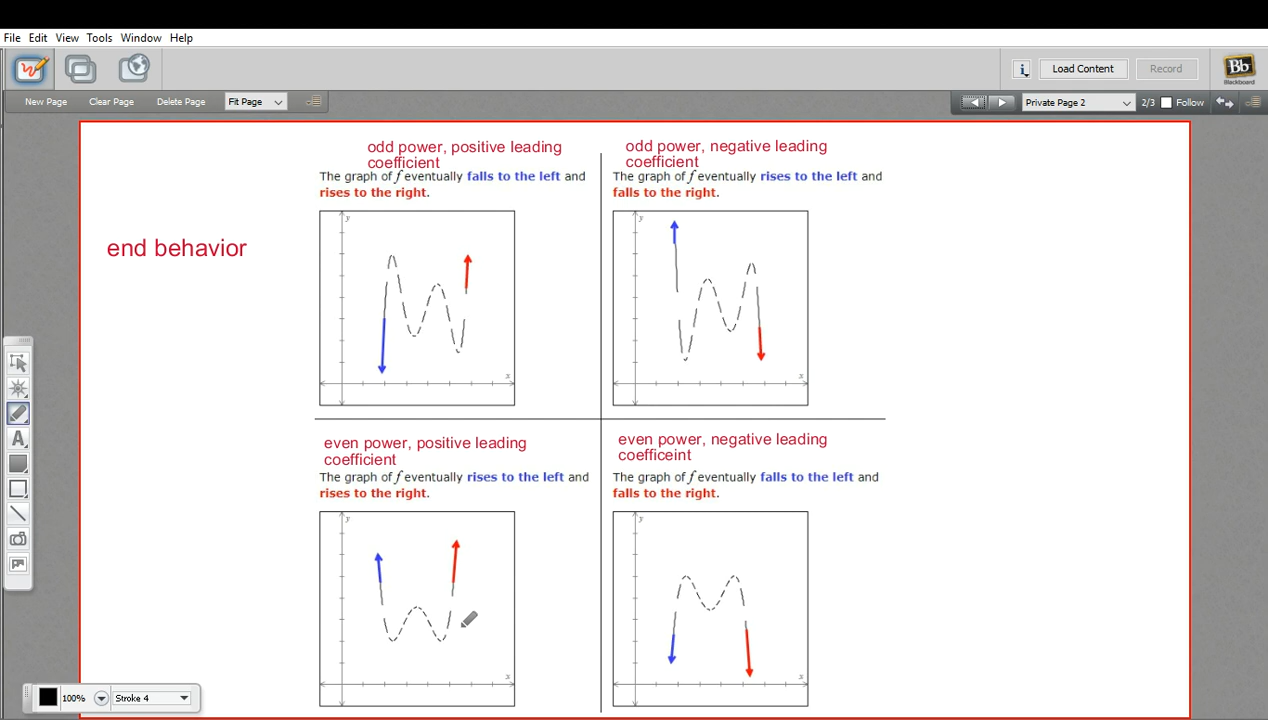 File Edit View Tools Window Help
Load Content
Record
Bb
Blackboard
New Page Clear Page Delete Page Fit Page
Private Page 2 2/3 Follow
end behavior
odd power, positive leading
coefficient
The graph of f eventually falls to the left and
rises to the right.
y
x
odd power, negative leading
coefficient
The graph of f eventually rises to the left and
falls to the right.
y
x
even power, positive leading
coefficient
The graph of f eventually rises to the left and
rises to the right.
y
x
even power, negative leading
coefficeint
The graph of f eventually falls to the left and
falls to the right.
y
x
A
100% Stroke 4